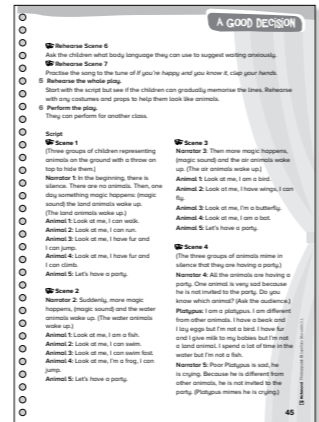 A GOOD DECISION
Rehearse Scene 6
Ask the children what body language they can use to suggest waiting anxiously.
Rehearse Scene 7
Practise the song to the tune of If you're happy and you know it, clap your hands.
5 Rehearse the whole play.
Start with the script but see if the children can gradually memorise the lines. Rehearse
with any costumes and props to help them look like animals.
6 Perform the play.
They can perform for another class.
Script
Scene 1
(Three groups of children representing
animals on the ground with a throw on
top to hide them.)
Narrator 1: In the beginning, there is
silence. There are no animals. Then, one
day something magic happens: (magic
sound) the land animals wake up.
(The land animals wake up.)
Animal 1: Look at me, I can walk.
Animal 2: Look at me, I can run.
Animal 3: Look at me, I have fur and
I can jump.
Animal 4: Look at me, I have fur and
I can climb.
Animal 5: Let's have a party.
Scene 2
Narrator 2: Suddenly, more magic
happens, (magic sound) and the water
animals wake up. (The water animals
wake up.)
Animal 1: Look at me, I am a fish.
Animal 2: Look at me, I can swim.
Animal 3: Look at me, I can swim fast.
Animal 4: Look at me, I'm a frog, I can
jump.
Animal 5: Let's have a party.
Scene 3
Narrator 3: Then more magic happens,
(magic sound) and the air animals wake
up. (The air animals wake up.)
Animal 1: Look at me, I am a bird.
Animal 2: Look at me, I have wings, I can
fly.
Animal 3: Look at me, I'm a butterfly.
Animal 4: Look at me, I am a bat.
Animal 5: Let's have a party.
Scene 4
(The three groups of animals mime in
silence that they are having a party.)
Narrator 4: All the animals are having a
party. One animal is very sad because
he is not invited to the party. Do you
know which animal? (Ask the audience.)
Platypus: I am a platypus. I am different
from other animals. I have a beak and
I lay eggs but I'm not a bird. I have fur
and I give milk to my babies but I'm not
a land animal. I spend a lot of time in the
water but I'm not a fish.
Narrator 5: Poor Platypus is sad, he
is crying. Because he is different from
other animals, he is not invited to the
party. (Platypus mimes he is crying.)
45